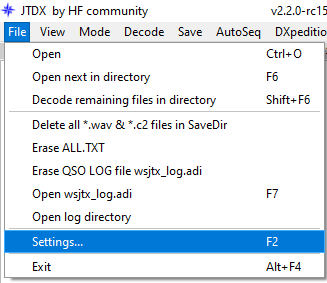 JTDX by HF community v2.2.0-rc15
File View Mode Decode Save AutoSeq DXpeditio
Open Ctrl+O
Open next in directory F6
Decode remaining files in directory Shift+F6
Delete all *.wav & *.c2 files in SaveDir
Erase ALL.TXT
Erase QSO LOG file wsjtx_log.adi
Open wsjtx_log.adi F7
Open log directory
Settings... F2
Exit Alt+F4